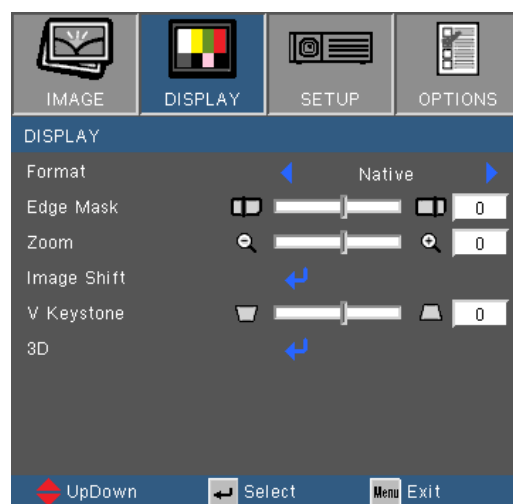 IMAGE DISPLAY SETUP OPTIONS
DISPLAY
Format Native
Edge Mask 0
Zoom 0
Image Shift
V Keystone 0
3D
UpDown Select Menu Exit